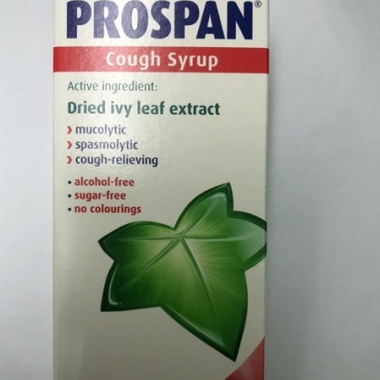 PROSPAN®
Cough Syrup
Active ingredient:
Dried ivy leaf extract
› mucolytic
› spasmolytic
› cough-relieving
• alcohol-free
• sugar-free
• no colourings